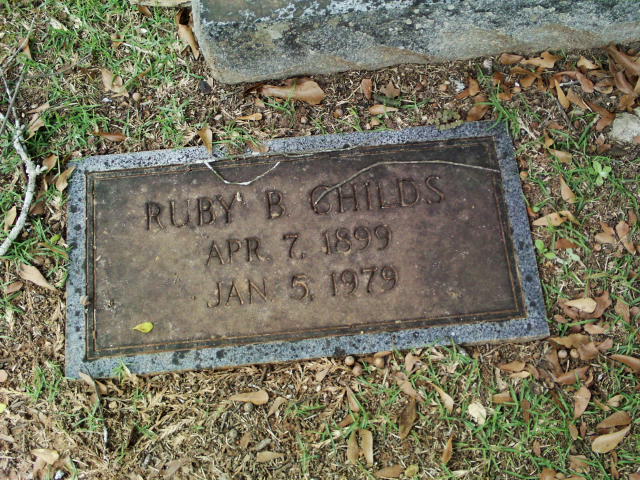 RUBY B. CHILDS
APR. 7, 1899
JAN. 5, 1979